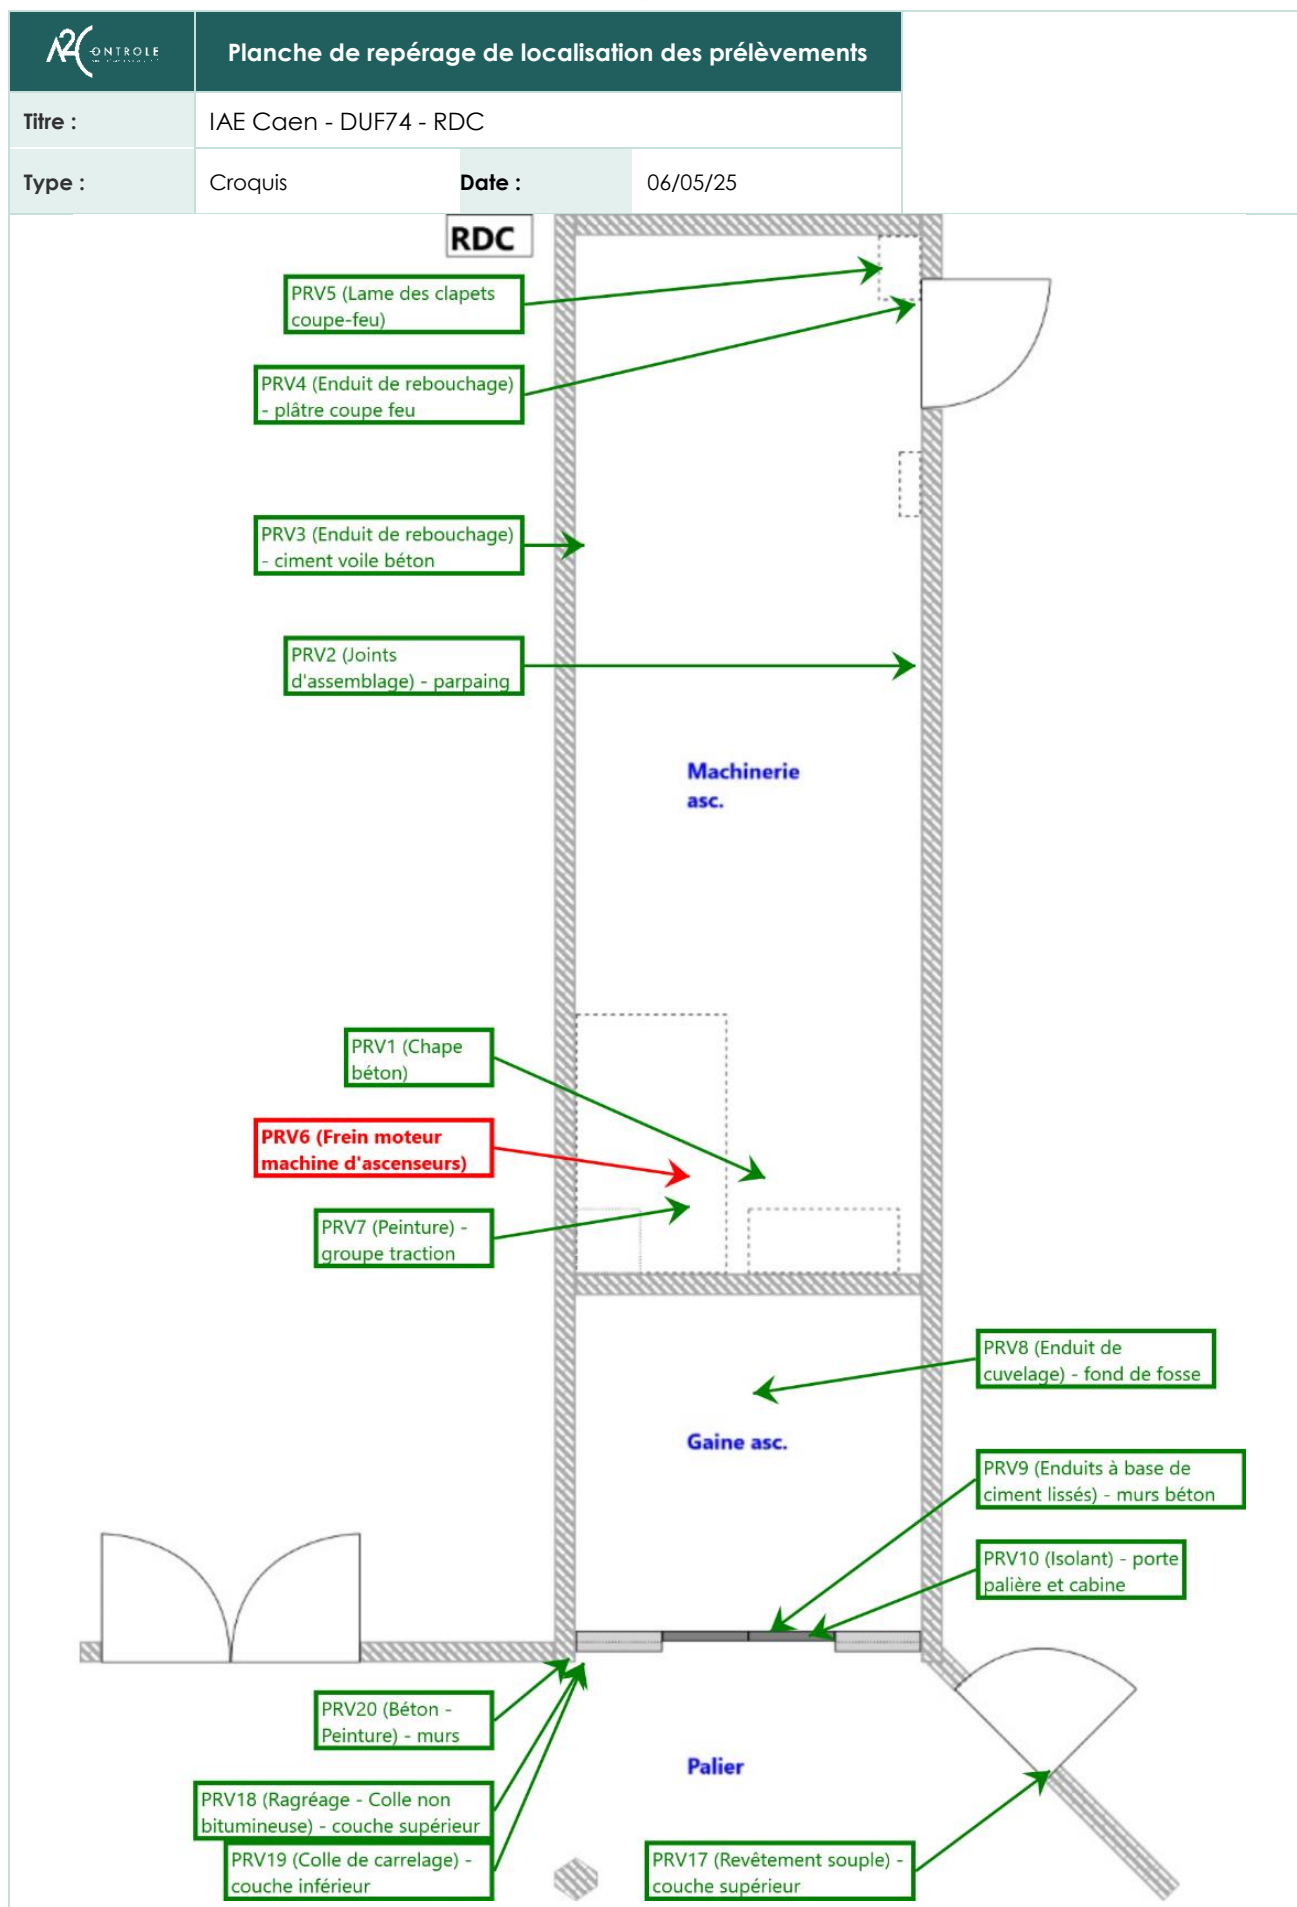 A2CONTROLE
Planche de repérage de localisation des prélèvements
Titre :
IAE Caen - DUF74 - RDC
Type :
Croquis
Date :
06/05/25
RDC
PRV5 (Lame des clapets
coupe-feu)
PRV4 (Enduit de rebouchage)
- plâtre coupe feu
PRV3 (Enduit de rebouchage)
- ciment voile béton
PRV2 (Joints
d'assemblage) - parpaing
Machinerie
asc.
PRV1 (Chape
béton)
PRV6 (Frein moteur
machine d'ascenseurs)
PRV7 (Peinture) -
groupe traction
PRV8 (Enduit de
cuvelage) - fond de fosse
Gaine asc.
PRV9 (Enduits à base de
ciment lissés) - murs béton
PRV10 (Isolant) - porte
palière et cabine
PRV20 (Béton -
Peinture) - murs
Palier
PRV18 (Ragréage - Colle non
bitumineuse) - couche supérieur
PRV19 (Colle de carrelage) -
couche inférieur
PRV17 (Revêtement souple) -
couche supérieur